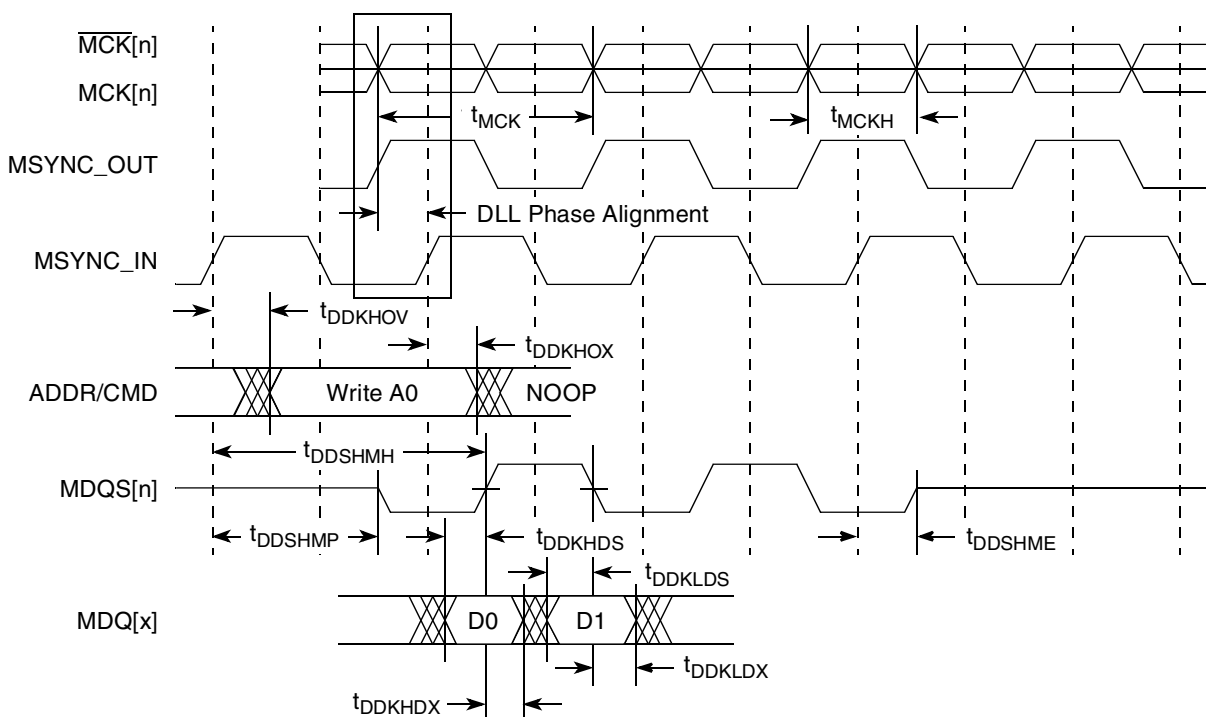 M̅C̅K̅[n]
MCK[n]
tMCK
tMCKH
MSYNC_OUT
DLL Phase Alignment
MSYNC_IN
tDDKHOV
tDDKHOX
ADDR/CMD
Write A0
NOOP
tDDSHMH
MDQS[n]
tDDSHMP
tDDKHDS
tDDSHME
tDDKLDS
MDQ[x]
D0
D1
tDDKLDX
tDDKHDX